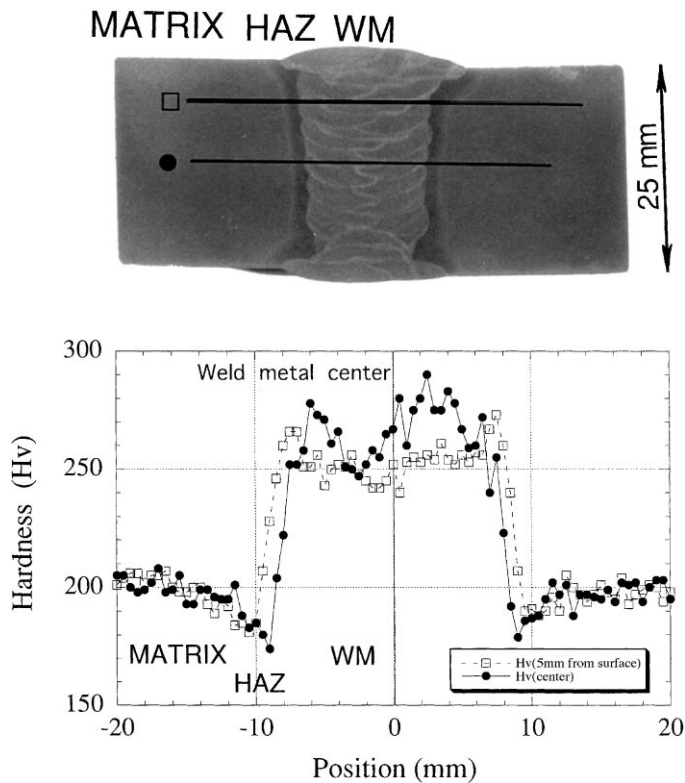 MATRIX HAZ WM
25 mm
300
Weld metal center
250
Hardness (Hv)
200
MATRIX
WM
HAZ
Hv(5mm from surface)
Hv(center)
150
-20
-10
0
10
20
Position (mm)